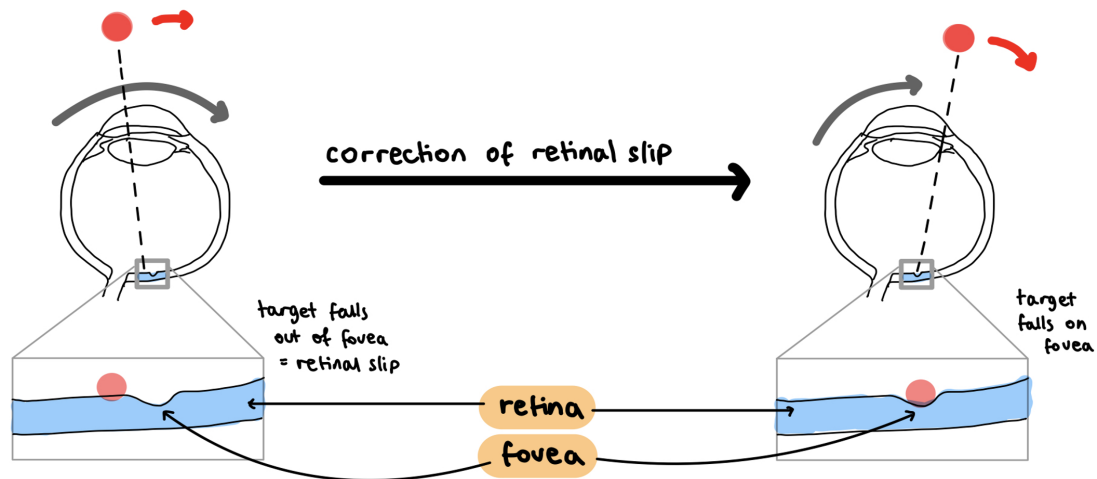 correction of retinal slip
target falls
out of fovea
= retinal slip
target
falls on
fovea
retina
fovea